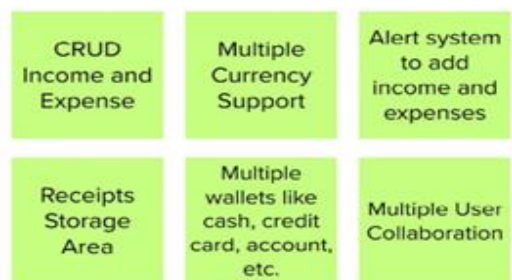 CRUD
Income and
Expense
Multiple
Currency
Support
Alert system
to add
income and
expenses
Receipts
Storage
Area
Multiple
wallets like
cash, credit
card, account,
etc.
Multiple User
Collaboration